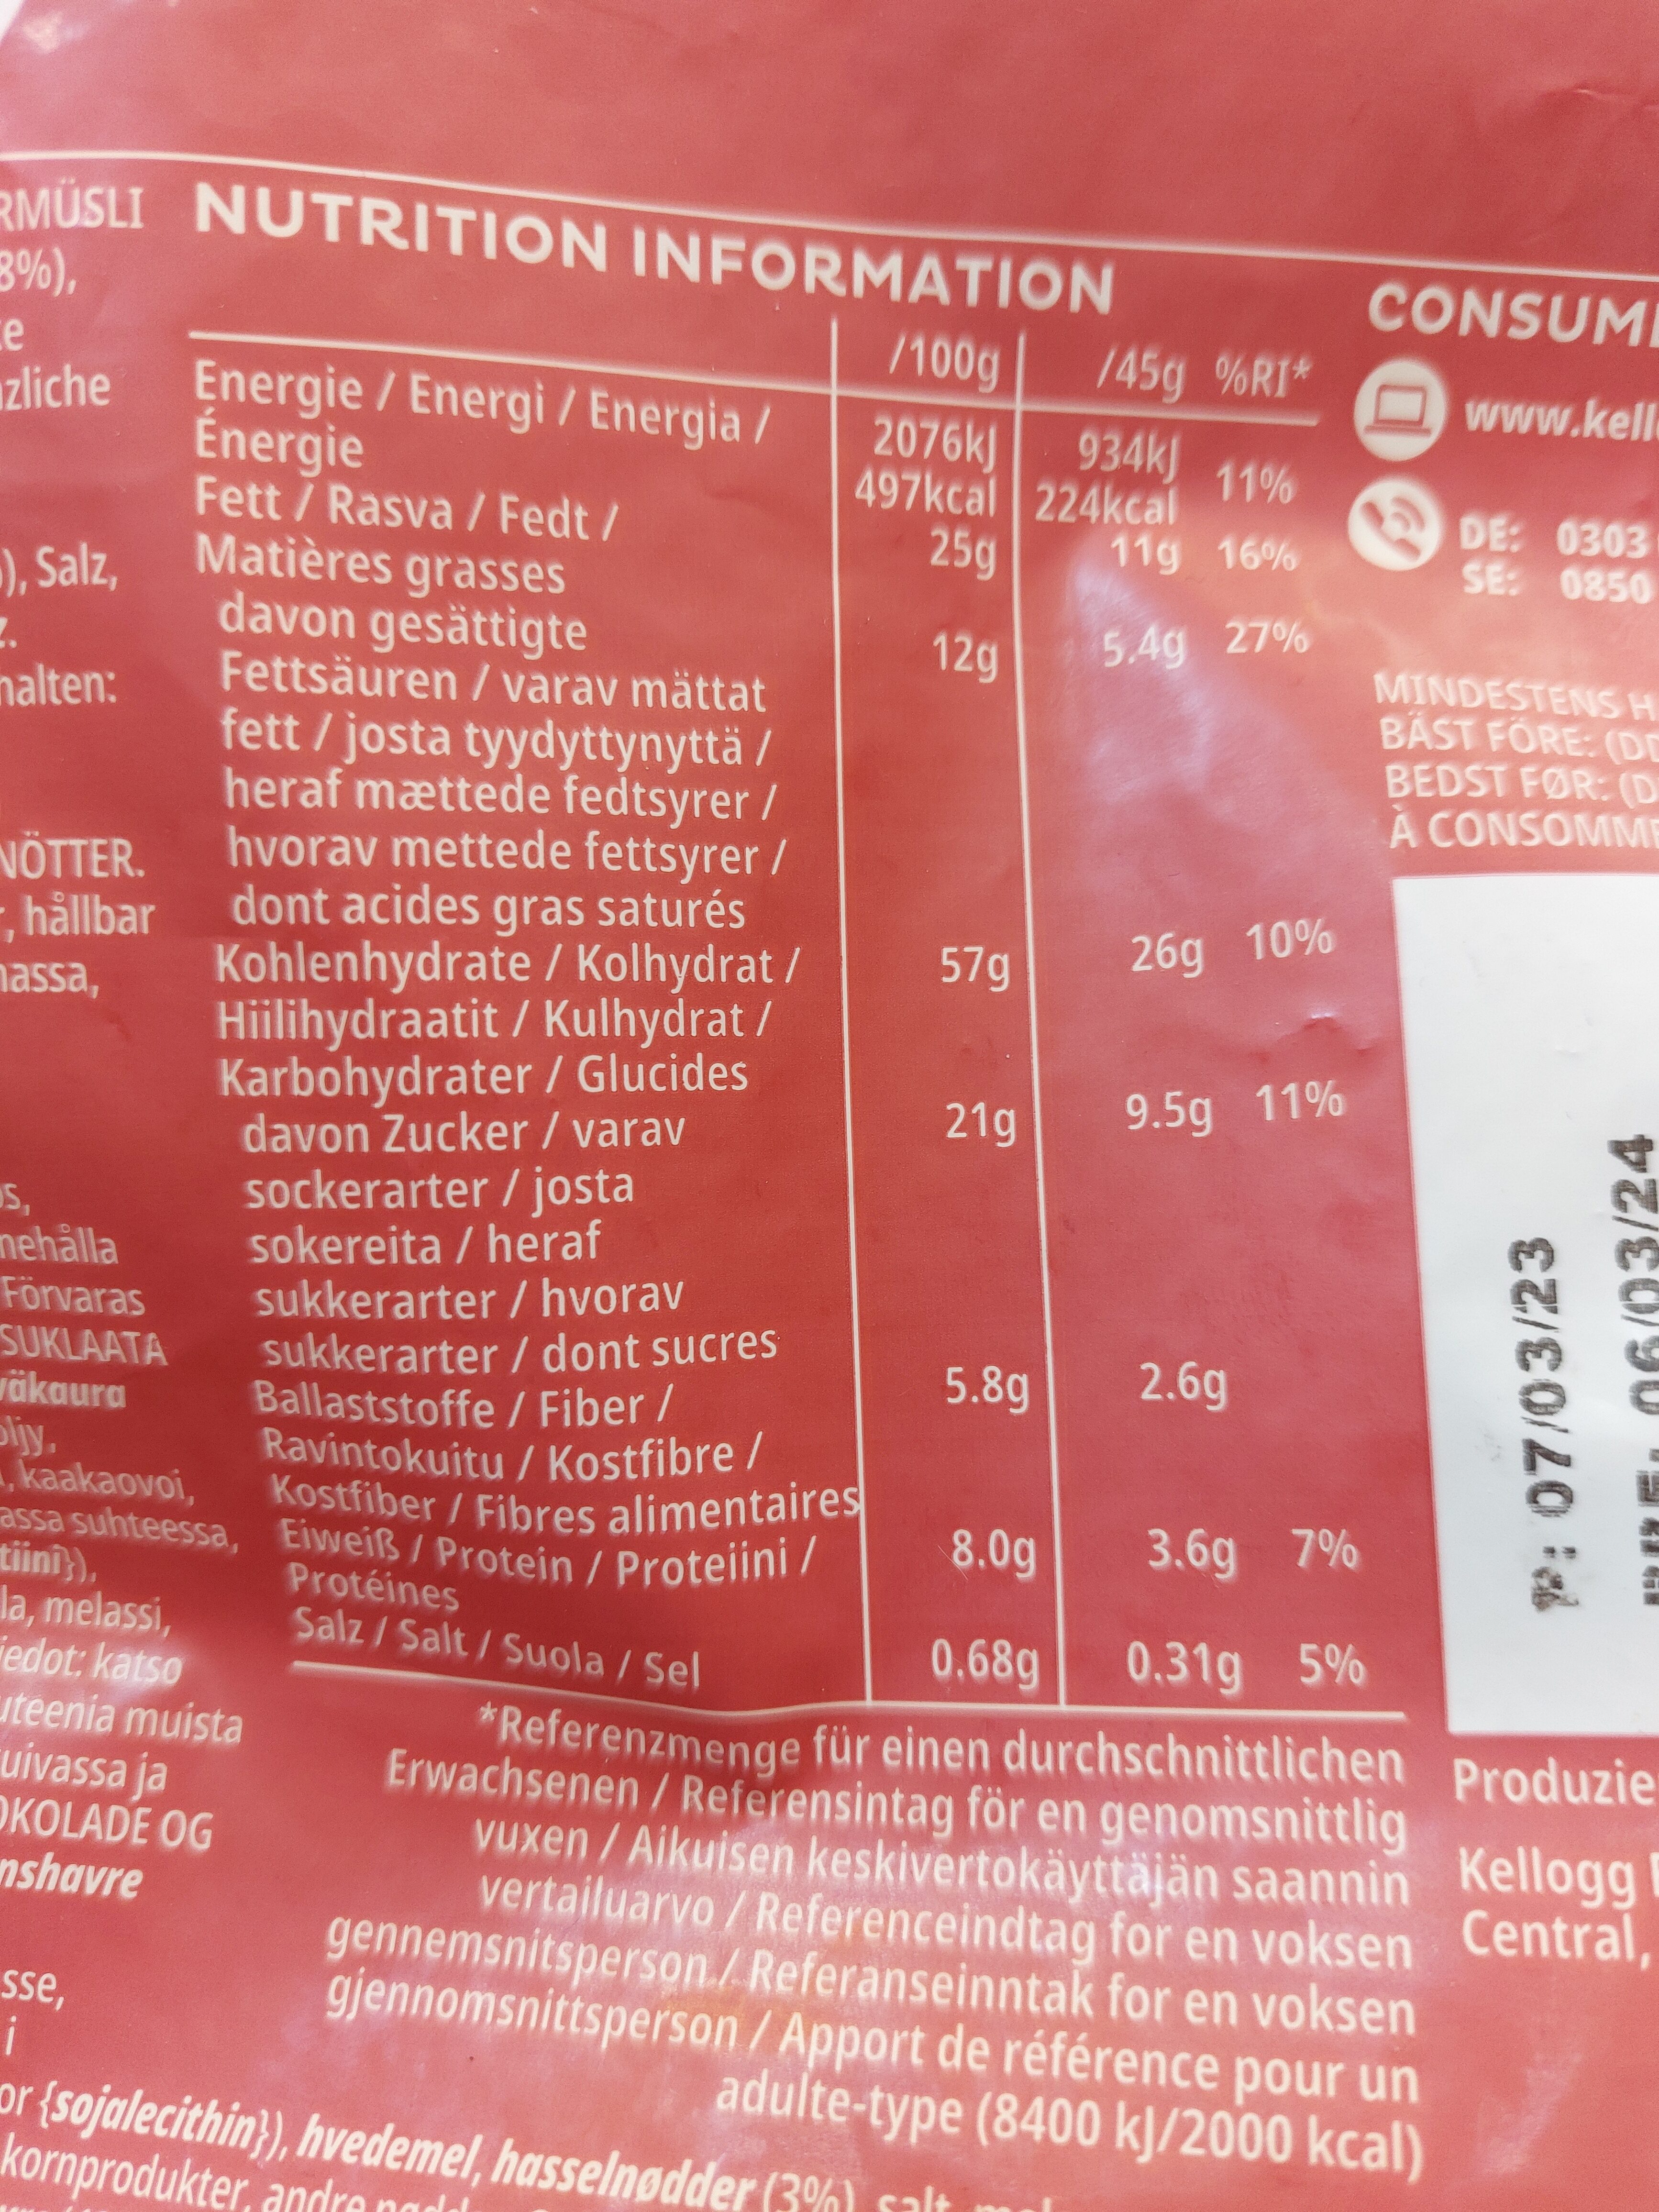 RMÜSLI
8%),
zliche
), Salz,
halten:
NÖTTER.
, hållbar
massa,
nehålla
Förvaras
SUKLAATA
väkaura
öljy,
, kaakaovoi,
assa suhteessa,
tiini}),
la, melassi,
iedot: katso
uteenia muista
uivassa ja
OKOLADE OG
nshavre
sse,
i
or {sojalecithin}), hvedemel, hasselnødder (3%), salt,
kornprodukter, andre
NUTRITION INFORMATION
/100g /45g %RI*
Energie / Energi / Energia /
Énergie 2076kJ 934kJ
497kcal 224kcal 11%
Fett / Rasva / Fedt / 25g 11g 16%
Matières grasses
davon gesättigte 12g 5.4g 27%
Fettsäuren / varav mättat
fett / josta tyydyttynyttä /
heraf mættede fedtsyrer /
hvorav mettede fettsyrer /
dont acides gras saturés
Kohlenhydrate / Kolhydrat / 57g 26g 10%
Hiilihydraatit / Kulhydrat /
Karbohydrater / Glucides
davon Zucker / varav 21g 9.5g 11%
sockerarter / josta
sokereita / heraf
sukkerarter / hvorav
sukkerarter / dont sucres
Ballaststoffe / Fiber / 5.8g 2.6g
Ravintokuitu / Kostfibre /
Kostfiber / Fibres alimentaires
Eiweiß / Protein / Proteiini / 8.0g 3.6g 7%
Protéines
Salz / Salt / Suola / Sel 0.68g 0.31g 5%
*Referenzmenge für einen durchschnittlichen
Erwachsenen / Referensintag för en genomsnittlig
vuxen / Aikuisen keskivertokäyttäjän saannin
vertailuarvo / Referenceindtag for en voksen
gennemsnitsperson / Referanseinntak for en voksen
gjennomsnittsperson / Apport de référence pour un
adulte-type (8400 kJ/2000 kcal)
CONSUME
www.kell
DE: 0303
SE: 0850
MINDESTENS H
BÄST FÖRE: (DD
BEDST FØR: (D
À CONSOMME
P: 07/03/23
06/03/24
Produzie
Kellogg
Central,